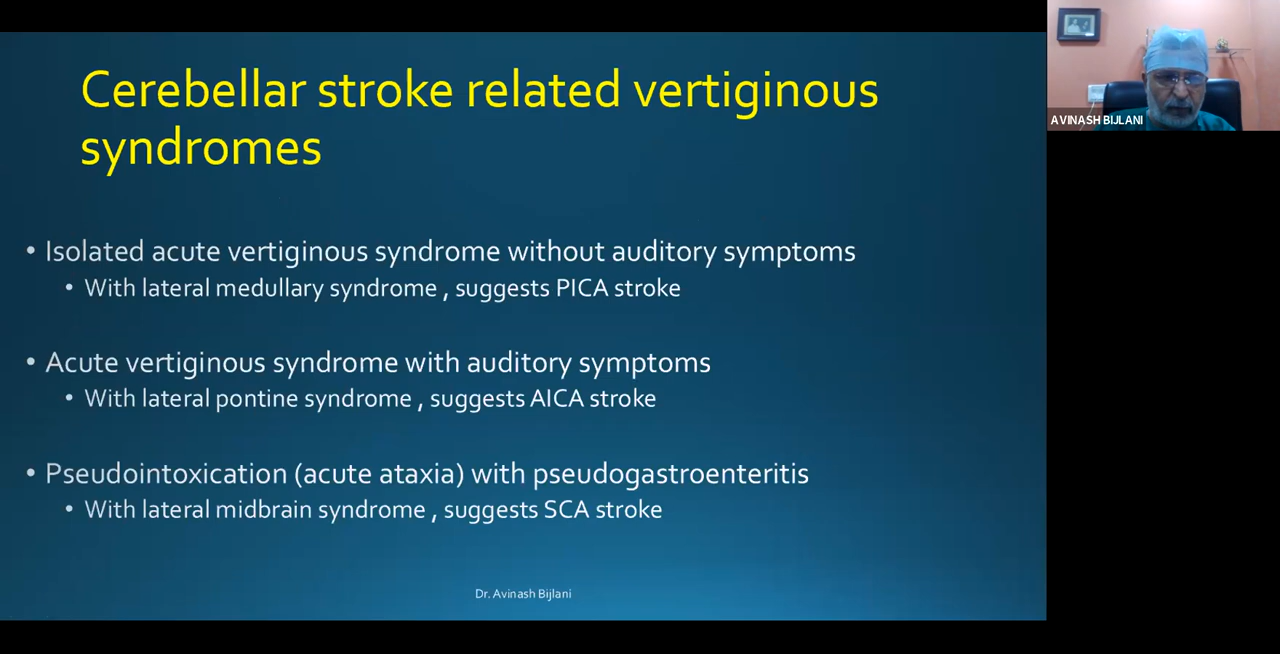 Cerebellar stroke related vertiginous
syndromes
• Isolated acute vertiginous syndrome without auditory symptoms
• With lateral medullary syndrome , suggests PICA stroke
• Acute vertiginous syndrome with auditory symptoms
• With lateral pontine syndrome , suggests AICA stroke
• Pseudointoxication (acute ataxia) with pseudogastroenteritis
• With lateral midbrain syndrome , suggests SCA stroke
Dr. Avinash Bijlani
AVINASH BIJLANI